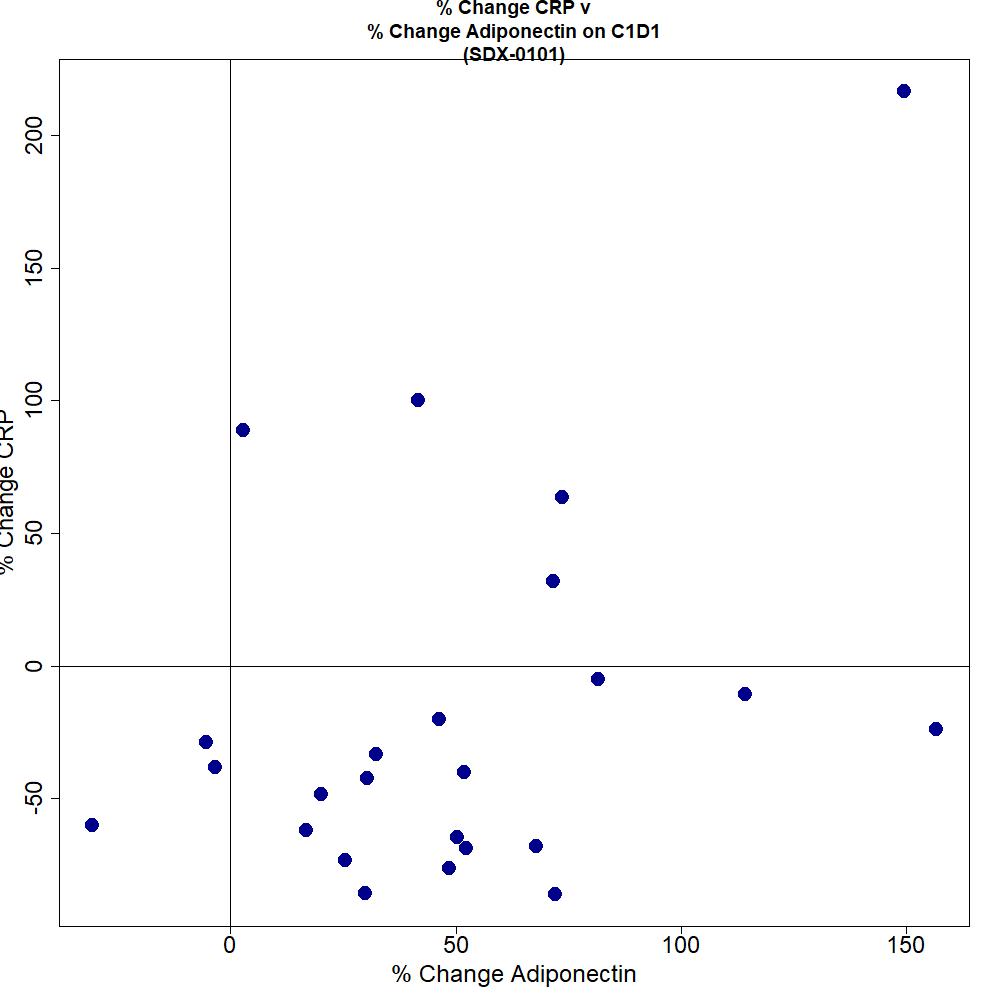 % Change CRP v
% Change Adiponectin on C1D1
(SDX-0101)
% Change CRP
200
150
100
50
0
-50
0
50
100
150
% Change Adiponectin